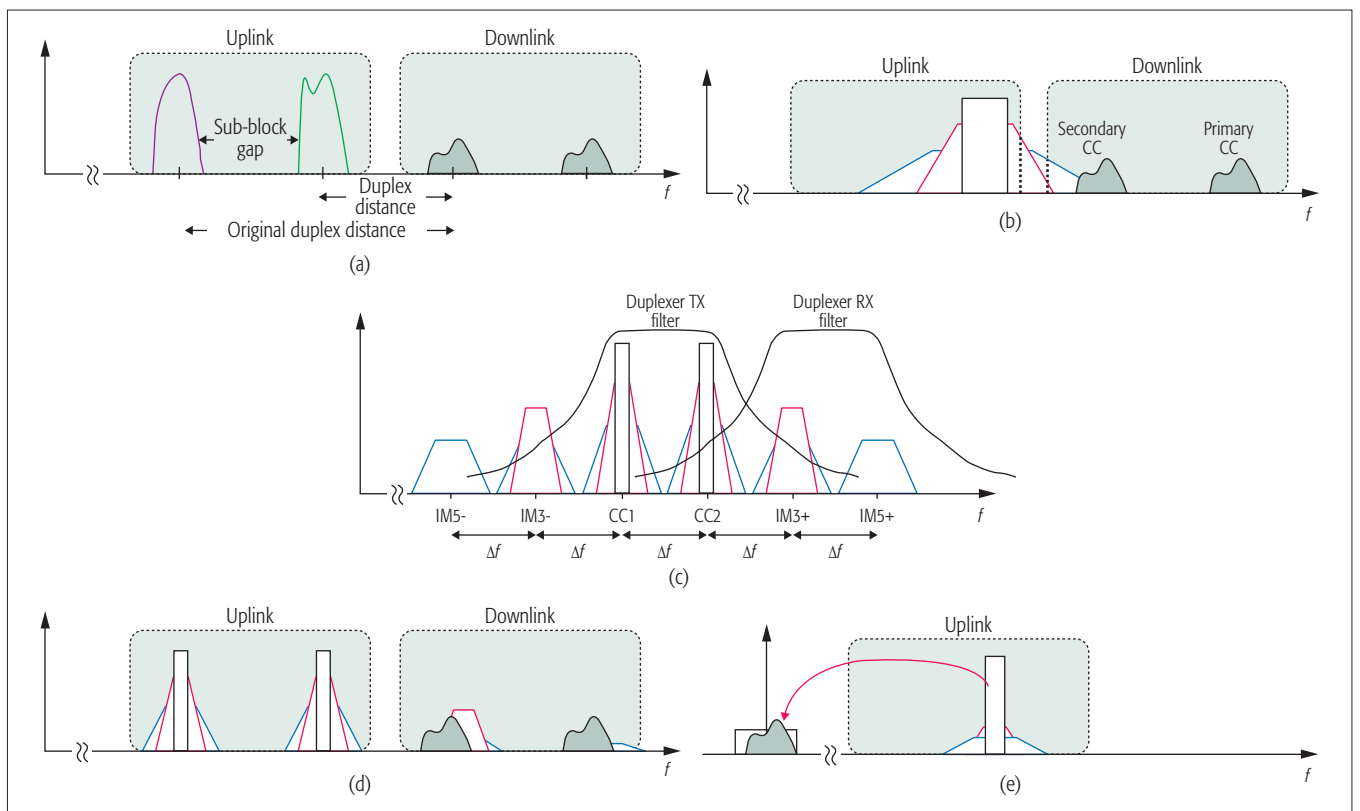 Uplink
Downlink
Sub-block
gap
f
Duplex
distance
Original duplex distance
(a)
Uplink
Downlink
Secondary
CC
Primary
CC
f
(b)
Duplexer TX
filter
Duplexer RX
filter
IM5-
IM3-
CC1
CC2
IM3+
IM5+
f
Δf
Δf
Δf
Δf
Δf
(c)
Uplink
Downlink
f
(d)
Uplink
f
(e)